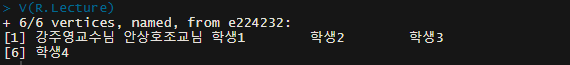 > V(R.Lecture)
+ 6/6 vertices, named, from e224232:
[1] 강주영교수님 안상호조교님 학생1 학생2 학생3
[6] 학생4